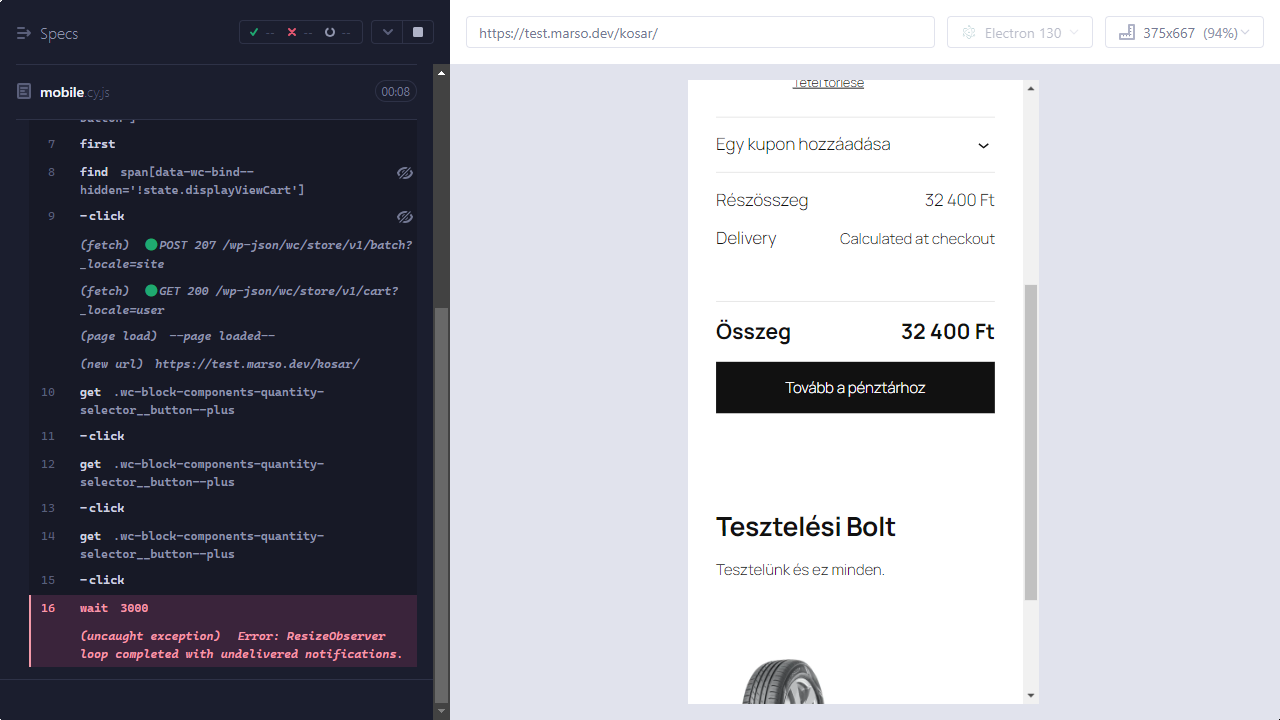 Specs
-- -- --
mobile.cy.js
00:08
button"]
7 first
8 find span[data-wc-bind--
hidden='!state.displayViewCart']
9 -click
(fetch) POST 207 /wp-json/wc/store/v1/batch?
_locale=site
(fetch) GET 200 /wp-json/wc/store/v1/cart?
_locale=user
(page load) --page loaded--
(new url) https://test.marso.dev/kosar/
10 get .wc-block-components-quantity-
selector__button--plus
11 -click
12 get .wc-block-components-quantity-
selector__button--plus
13 -click
14 get .wc-block-components-quantity-
selector__button--plus
15 -click
16 wait 3000
(uncaught exception) Error: ResizeObserver
loop completed with undelivered notifications.
https://test.marso.dev/kosar/
Electron 130
375x667 (94%)
Tétel törlése
Egy kupon hozzáadása
Részösszeg 32 400 Ft
Delivery Calculated at checkout
Összeg 32 400 Ft
Tovább a pénztárhoz
Tesztelési Bolt
Tesztelünk és ez minden.